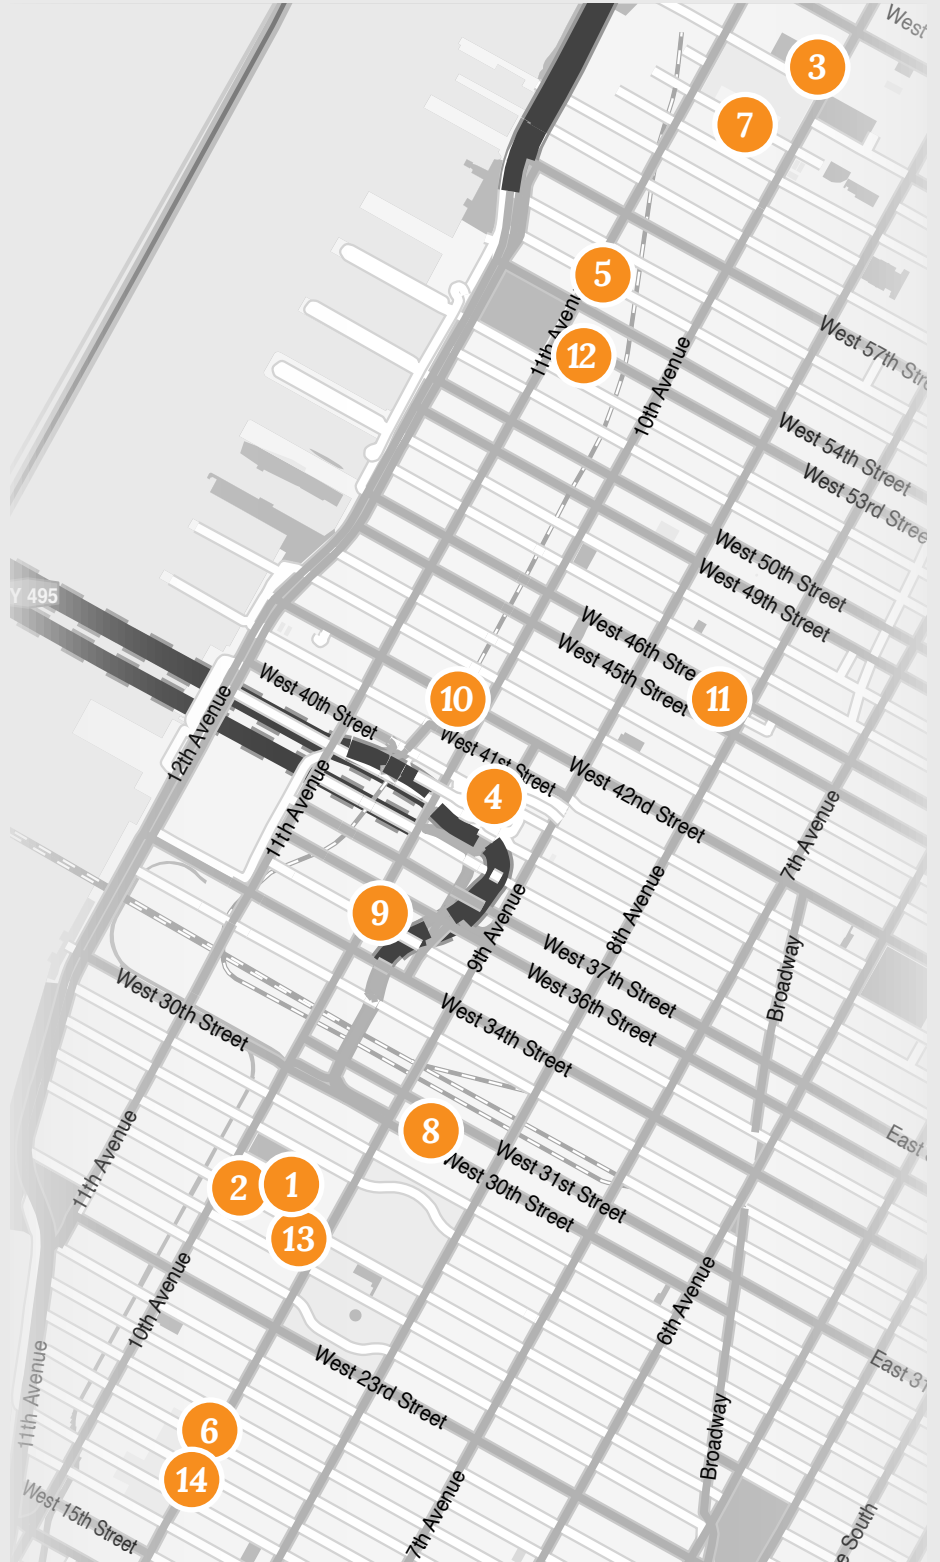 West
3
7
5
11th Avenu
12
10th Avenue
West 57th Stre
West 54th Street
West 53rd Stree
West 50th Street
West 49th Street
Y 495
West 46th Stre
West 45th Street
11
West 40th Street
10
West 41st Street
12th Avenue
4
West 42nd Street
11th Avenue
7th Avenue
9
9th Avenue
8th Avenue
Broadway
West 37th Street
West 36th Street
West 30th Street
West 34th Street
8
11th Avenue
West 31st Street
West 30th Street
East
2
1
13
10th Avenue
6th Avenue
11th Avenue
West 23rd Street
East 31
6
Broadway
14
West 15th Street
7th Avenue
e South